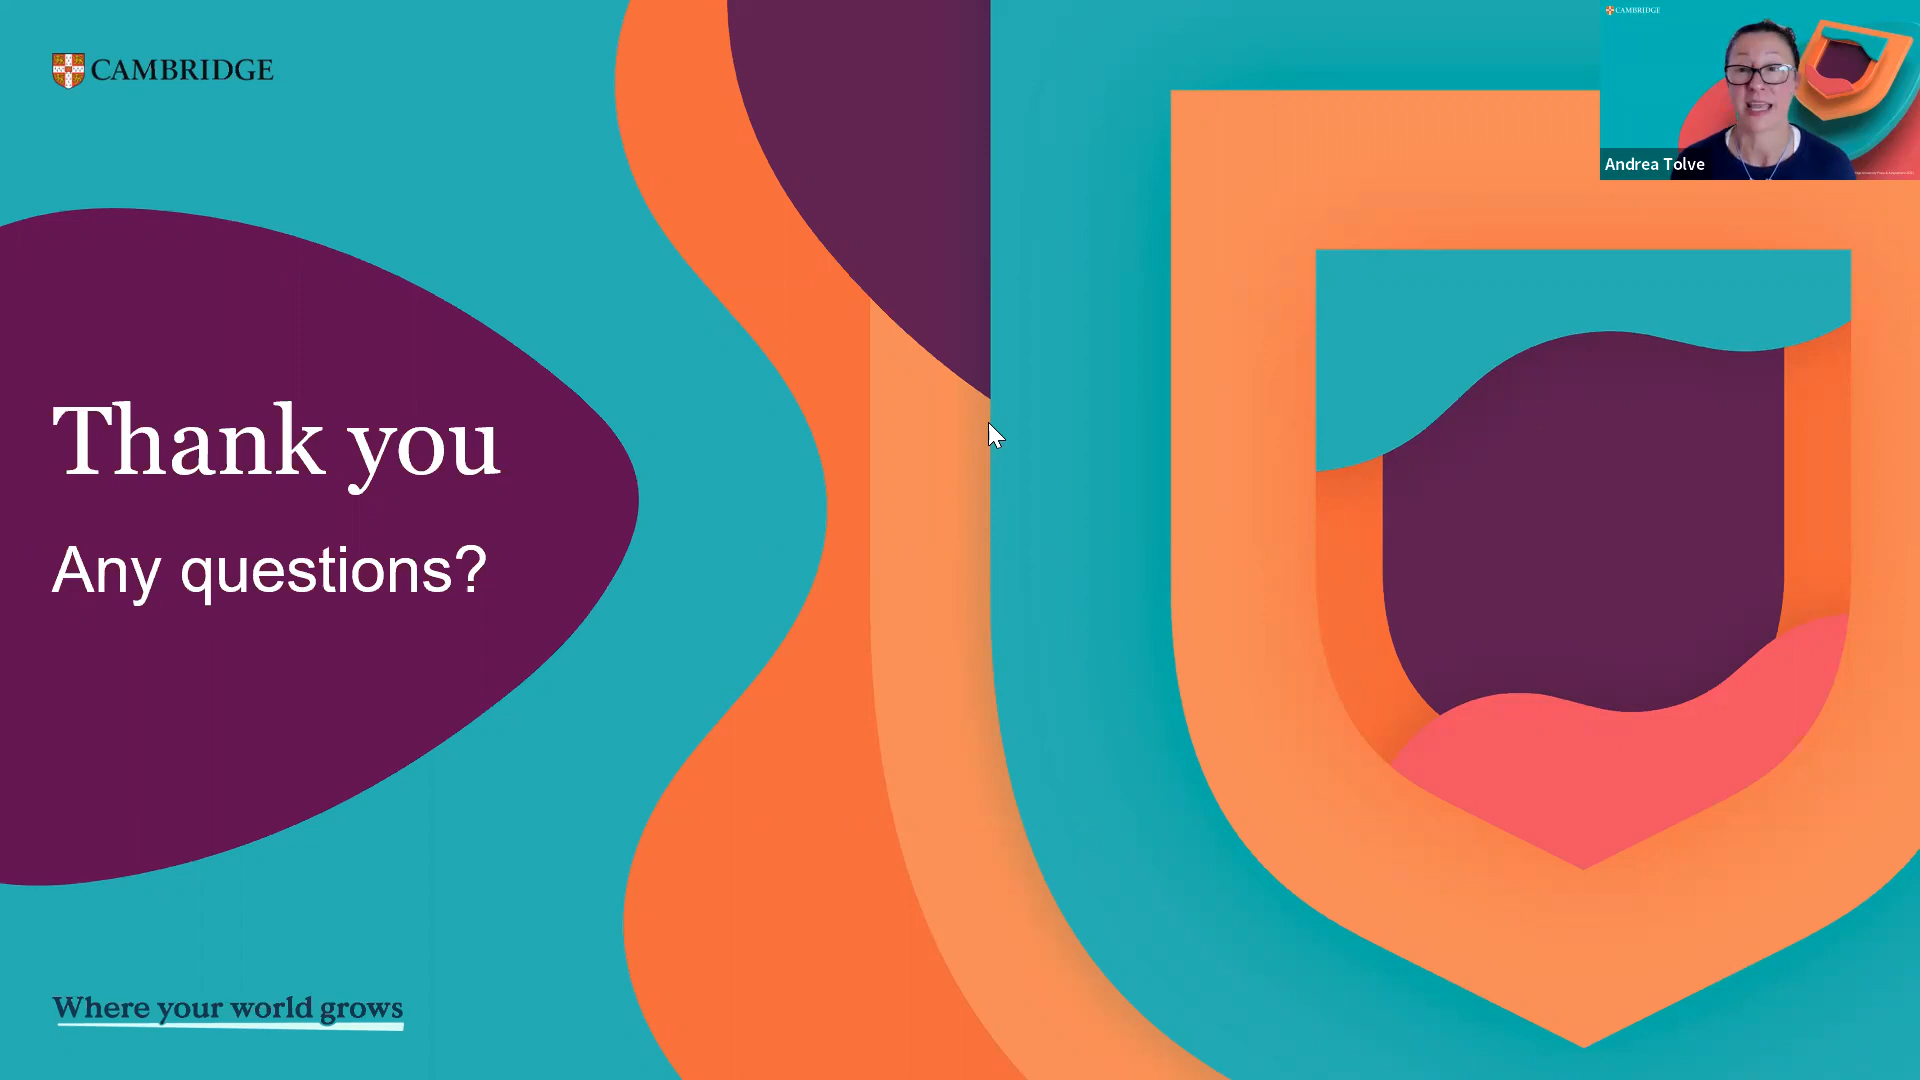 CAMBRIDGE
CAMBRIDGE
Andrea Tolve
Thank you
Any questions?
Where your world grows